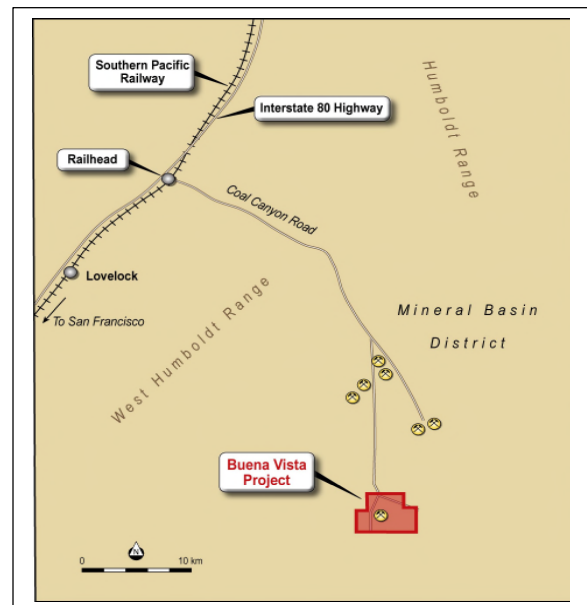 Southern Pacific
Railway
Interstate 80 Highway
Humboldt Range
Railhead
Coal Canyon Road
Lovelock
To San Francisco
West Humboldt Range
Mineral Basin
District
Buena Vista
Project
N
0 10 km